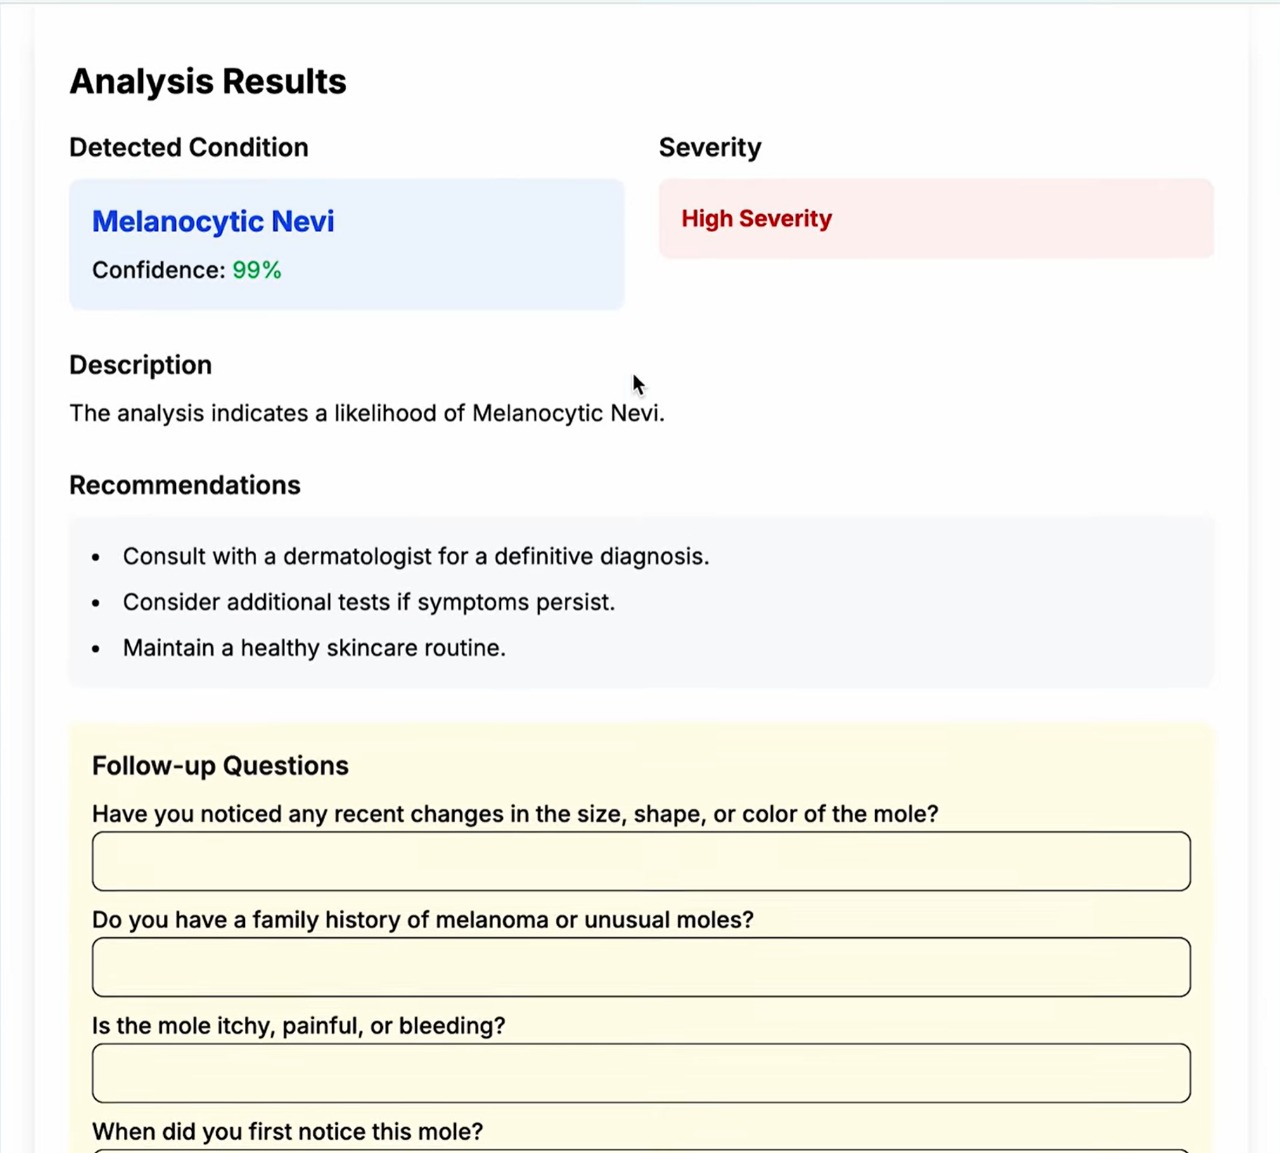 Analysis Results
Detected Condition
Melanocytic Nevi
Confidence: 99%
Severity
High Severity
Description
The analysis indicates a likelihood of Melanocytic Nevi.
Recommendations
• Consult with a dermatologist for a definitive diagnosis.
• Consider additional tests if symptoms persist.
• Maintain a healthy skincare routine.
Follow-up Questions
Have you noticed any recent changes in the size, shape, or color of the mole?
Do you have a family history of melanoma or unusual moles?
Is the mole itchy, painful, or bleeding?
When did you first notice this mole?